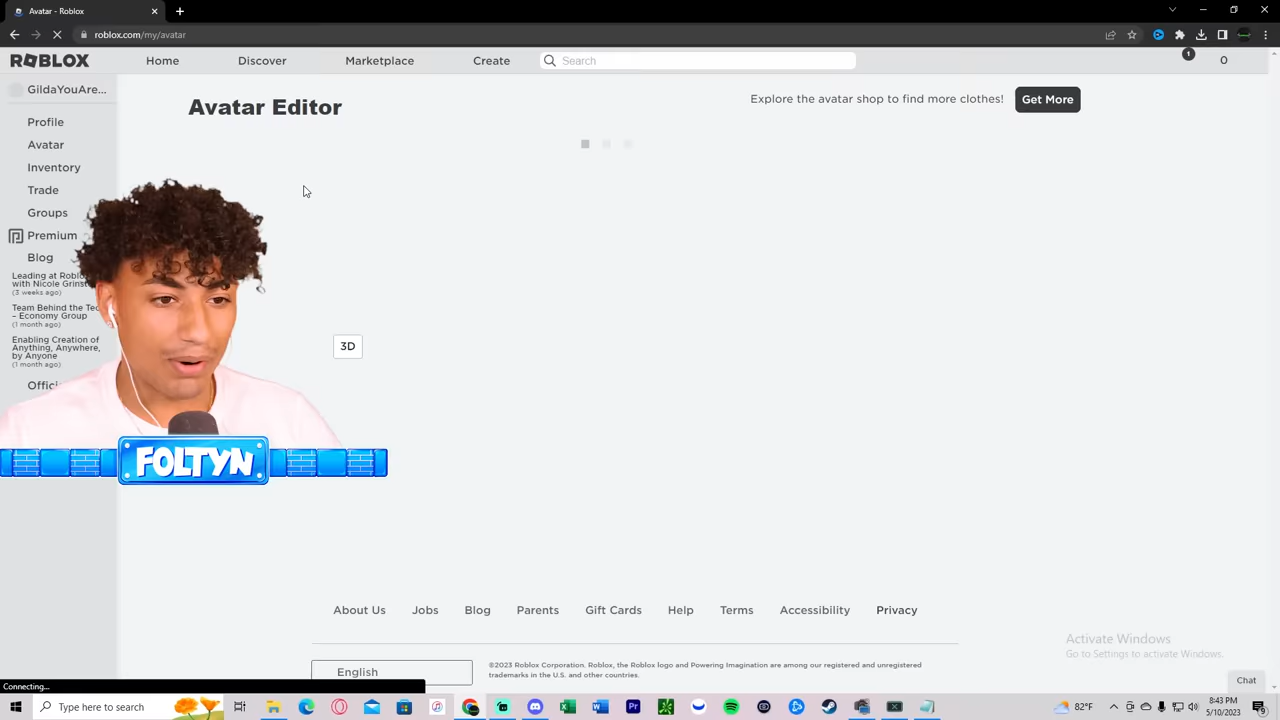 Avatar - Roblox
roblox.com/my/avatar
ROBLOX
Home
Discover
Marketplace
Create
Search
1
0
GildaYouAre...
Profile
Avatar
Inventory
Trade
Groups
Premium
Blog
Leading at Roblo
with Nicole Grinst
(3 weeks ago)
Team Behind the Tec
– Economy Group
(1 month ago)
Enabling Creation of
Anything, Anywhere,
by Anyone
(1 month ago)
Offici
Avatar Editor
Explore the avatar shop to find more clothes!
Get More
3D
FOLTYN
About Us
Jobs
Blog
Parents
Gift Cards
Help
Terms
Accessibility
Privacy
English
©2023 Roblox Corporation. Roblox, the Roblox logo and Powering Imagination are among our registered and unregistered
trademarks in the U.S. and other countries.
Activate Windows
Go to Settings to activate Windows.
Chat
Connecting...
Type here to search
82°F
8:43 PM
5/10/2023